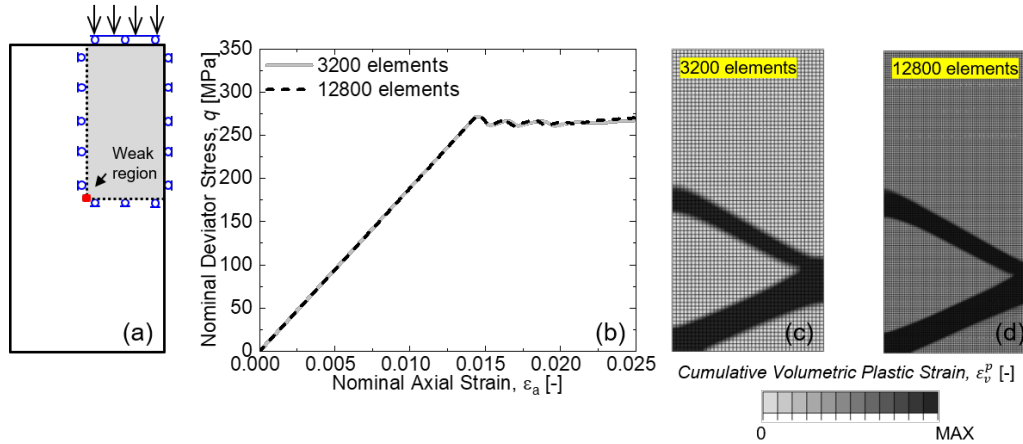 Weak
region
(a)
350
300
250
200
150
100
50
0
Nominal Deviator Stress, q [MPa]
3200 elements
12800 elements
(b)
0.000
0.005
0.010
0.015
0.020
0.025
Nominal Axial Strain, εa [-]
3200 elements
(c)
12800 elements
(d)
Cumulative Volumetric Plastic Strain, εᵥᵖ [-]
0
MAX